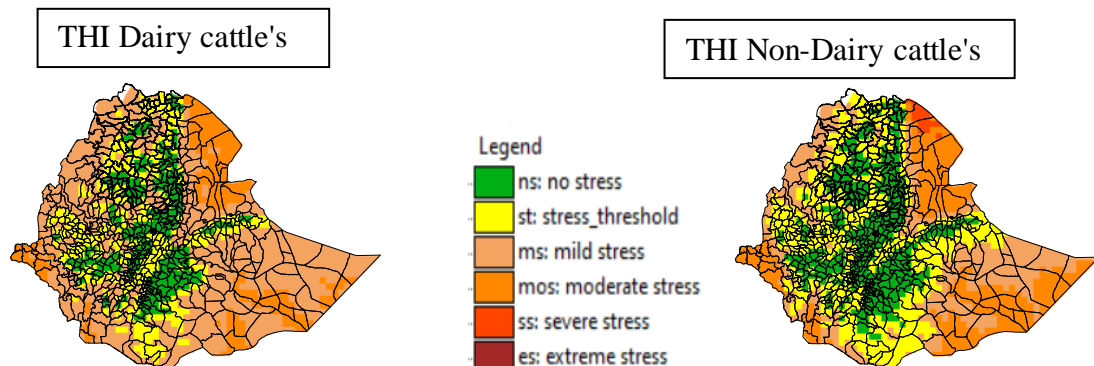 THI Dairy cattle's
THI Non-Dairy cattle's
Legend
ns: no stress
st: stress_threshold
ms: mild stress
mos: moderate stress
ss: severe stress
es: extreme stress